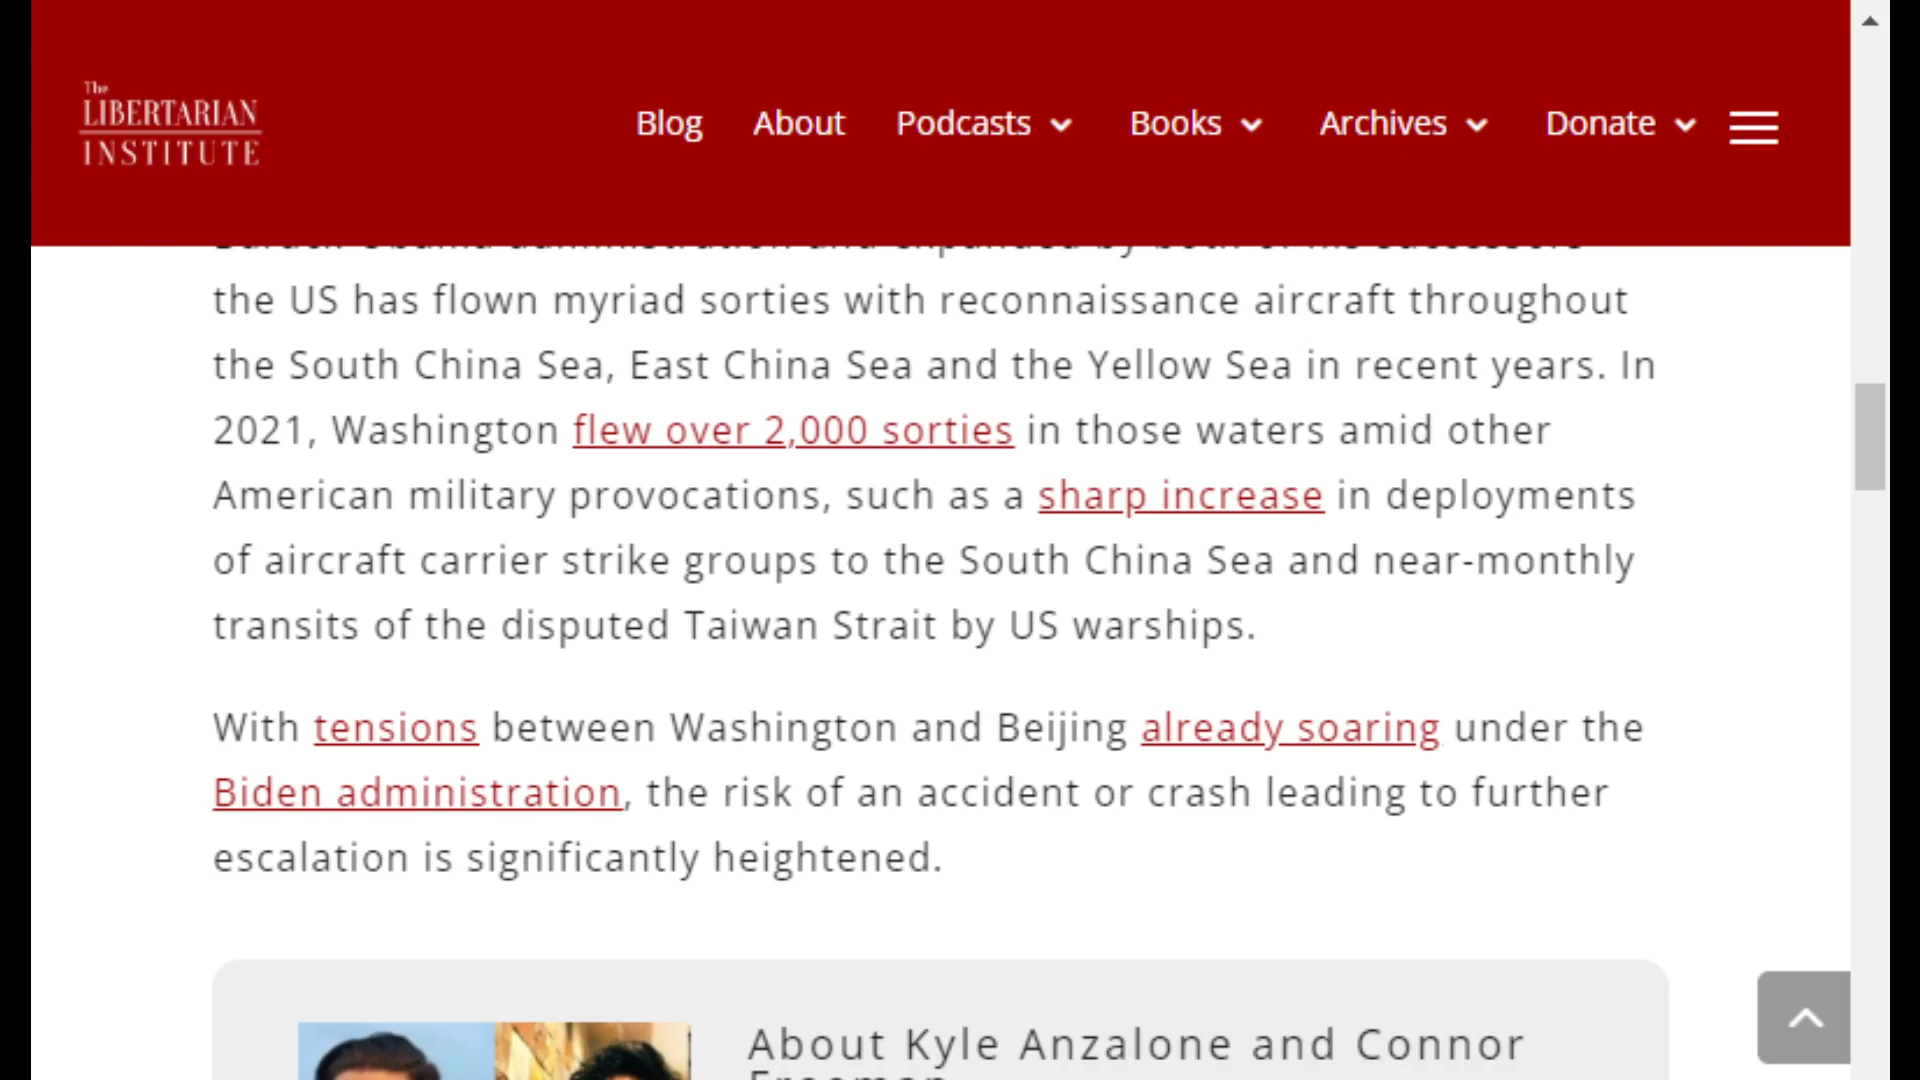 The
LIBERTARIAN
INSTITUTE
Blog About Podcasts Books Archives Donate
the US has flown myriad sorties with reconnaissance aircraft throughout
the South China Sea, East China Sea and the Yellow Sea in recent years. In
2021, Washington flew over 2,000 sorties in those waters amid other
American military provocations, such as a sharp increase in deployments
of aircraft carrier strike groups to the South China Sea and near-monthly
transits of the disputed Taiwan Strait by US warships.
With tensions between Washington and Beijing already soaring under the
Biden administration, the risk of an accident or crash leading to further
escalation is significantly heightened.
About Kyle Anzalone and Connor